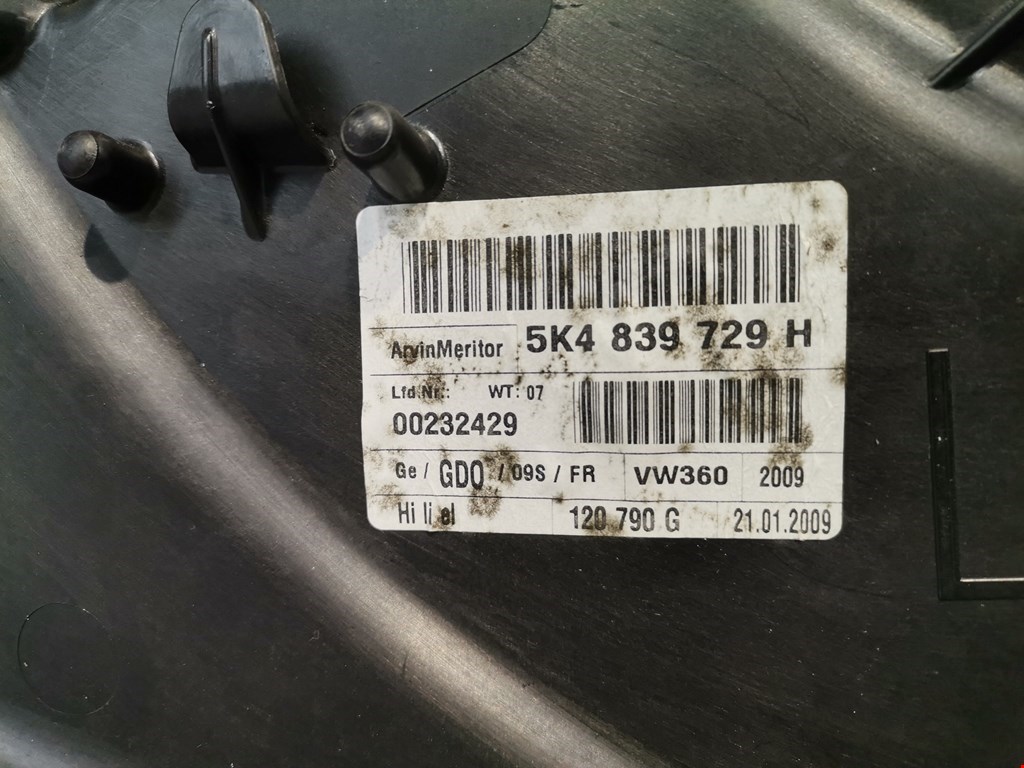 ArvinMeritor 5K4 839 729 H
Lfd.Nr.: WT: 07
00232429
Ge / GDO / 09S / FR VW360 2009
Hi li el 120 790 G 21.01.2009